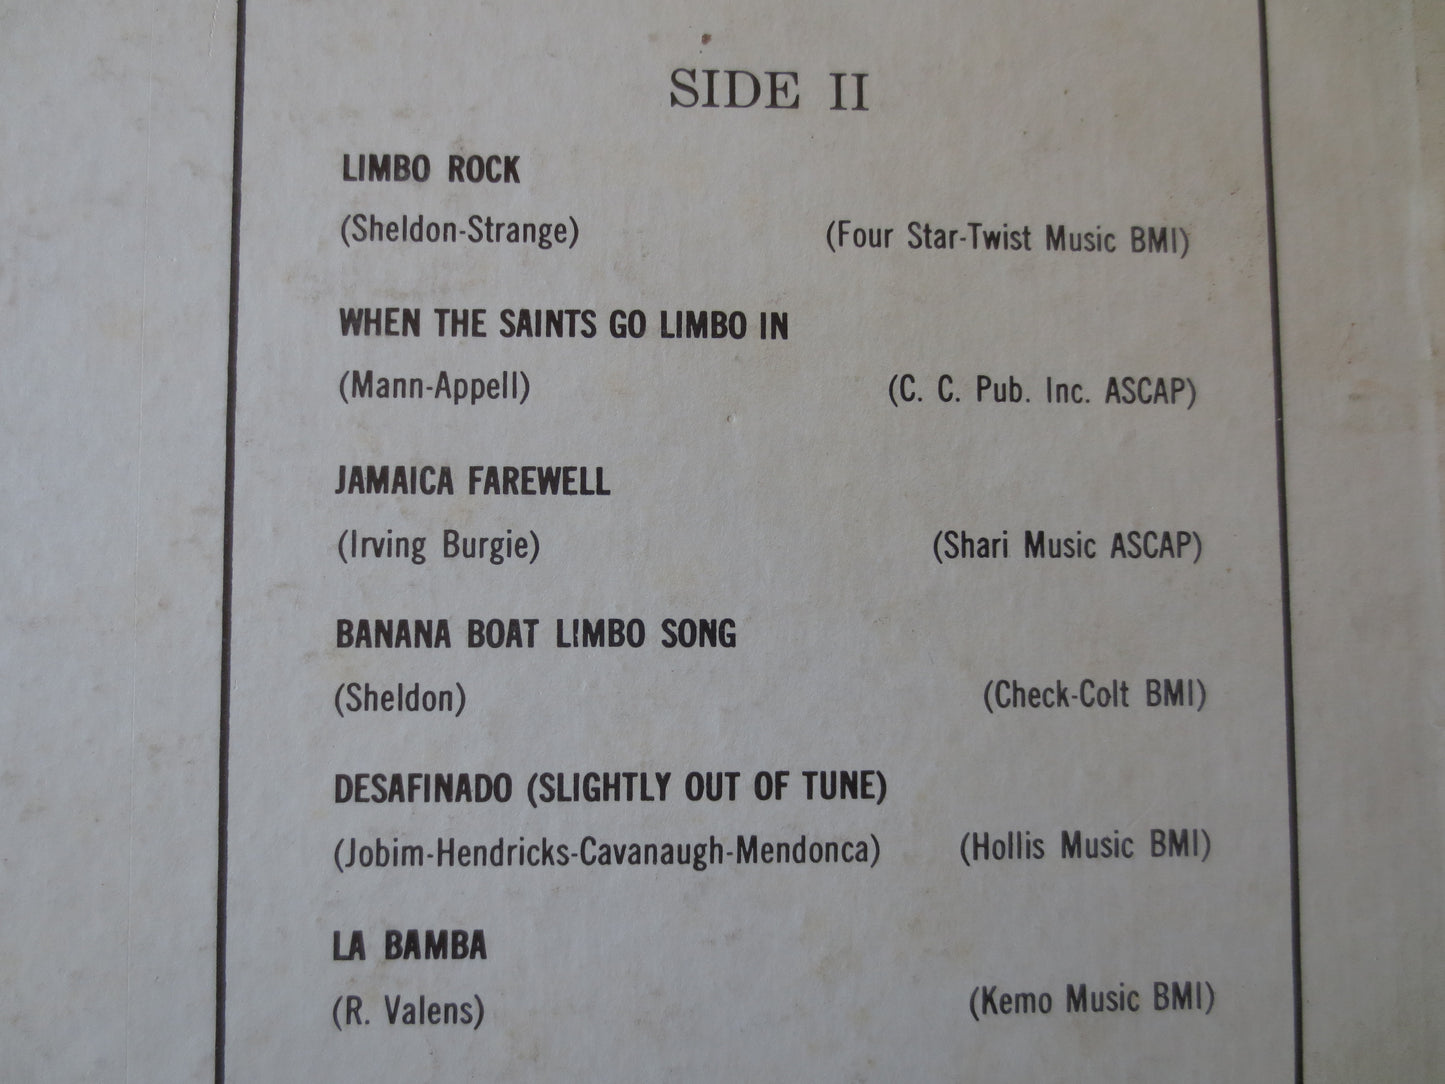 SIDE II
LIMBO ROCK
(Sheldon-Strange) (Four Star-Twist Music BMI)
WHEN THE SAINTS GO LIMBO IN
(Mann-Appell) (C. C. Pub. Inc. ASCAP)
JAMAICA FAREWELL
(Irving Burgie) (Shari Music ASCAP)
BANANA BOAT LIMBO SONG
(Sheldon) (Check-Colt BMI)
DESAFINADO (SLIGHTLY OUT OF TUNE)
(Jobim-Hendricks-Cavanaugh-Mendonca) (Hollis Music BMI)
LA BAMBA
(R. Valens) (Kemo Music BMI)